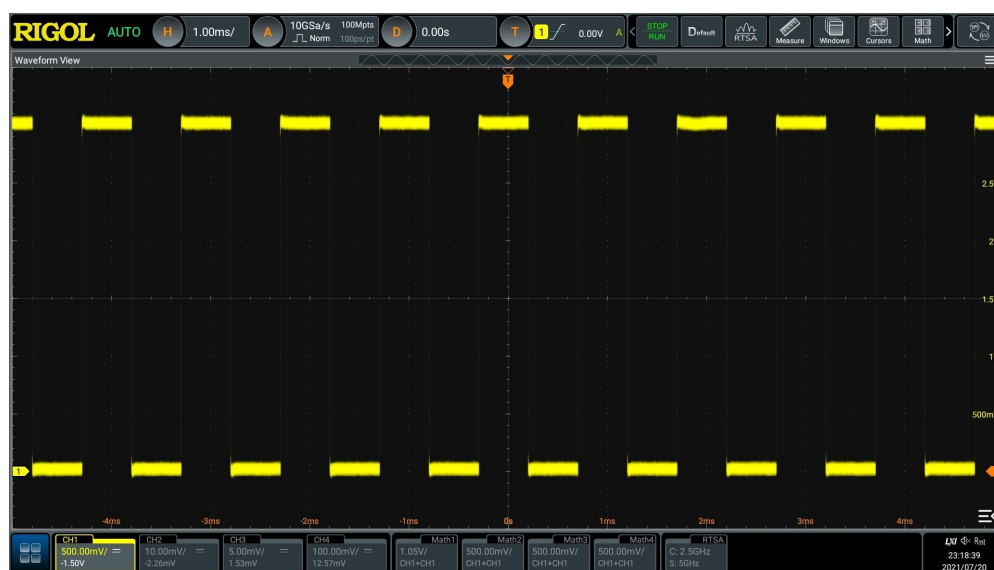 RIGOL AUTO H 1.00ms/ A 10GSa/s 100Mpts D 0.00s T 1 0.00V A < STOP Default RTSA Measure Windows Cursors Math >
Norm 100ps/pt RUN
Waveform View
T
2.5
2
1.5
1
500m
1
-4ms -3ms -2ms -1ms 0s 1ms 2ms 3ms 4ms
CH1 CH2 CH3 CH4 Math1 Math2 Math3 Math4 RTSA
500.00mV/ 10.00mV/ 5.00mV/ 100.00mV/ 1.05V/ 500.00mV/ 500.00mV/ 500.00mV/ C: 2.5GHz LXI Rmt
-1.50V -2.26mV 1.53mV 12.57mV CH1+CH1 CH1+CH1 CH1+CH1 CH1+CH1 S: 5GHz 23:18:39
2021/07/20